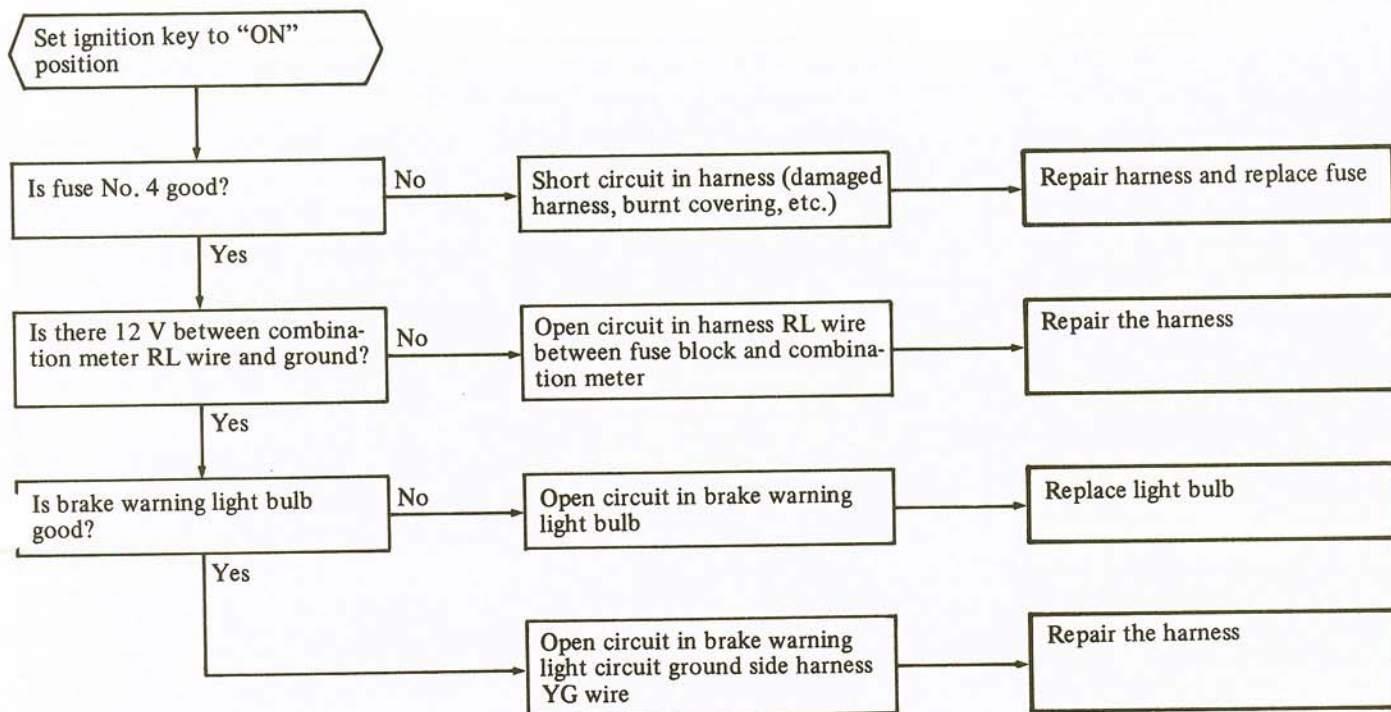 Set ignition key to “ON”
position
Is fuse No. 4 good?
No
Short circuit in harness (damaged
harness, burnt covering, etc.)
Repair harness and replace fuse
Yes
Is there 12 V between combina-
tion meter RL wire and ground?
No
Open circuit in harness RL wire
between fuse block and combina-
tion meter
Repair the harness
Yes
Is brake warning light bulb
good?
No
Open circuit in brake warning
light bulb
Replace light bulb
Yes
Open circuit in brake warning
light circuit ground side harness
YG wire
Repair the harness